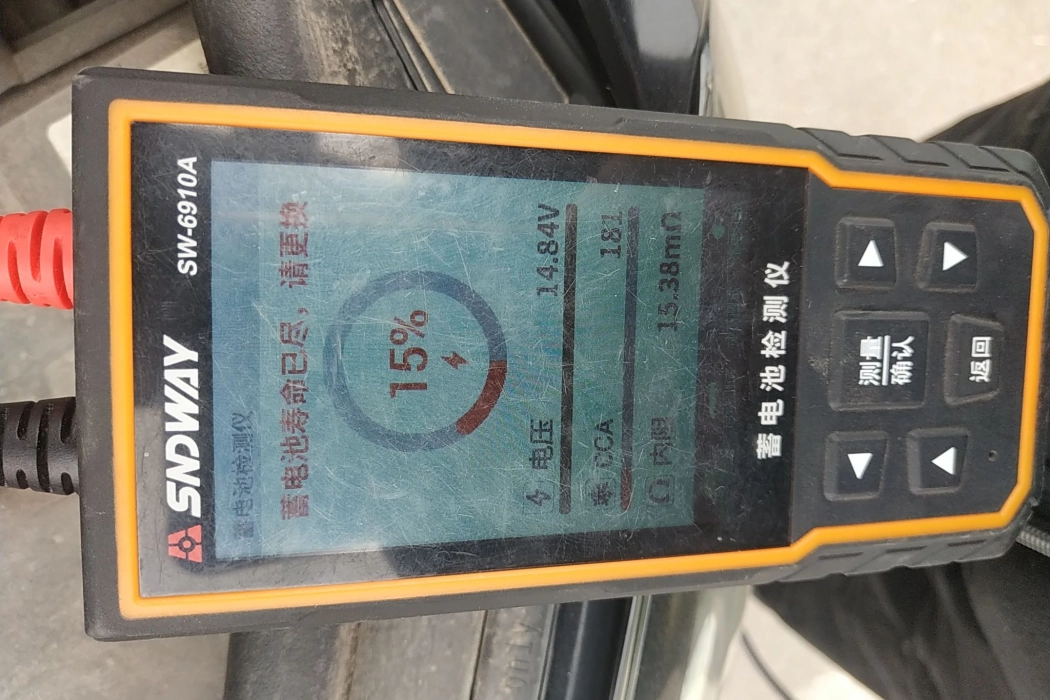 SNDWAY SW-6910A
蓄电池检测仪
蓄电池寿命已尽，请更换
15%
电压 14.84V
CCA 181
内阻 15.38mΩ
蓄电池检测仪
测量
确认
返回